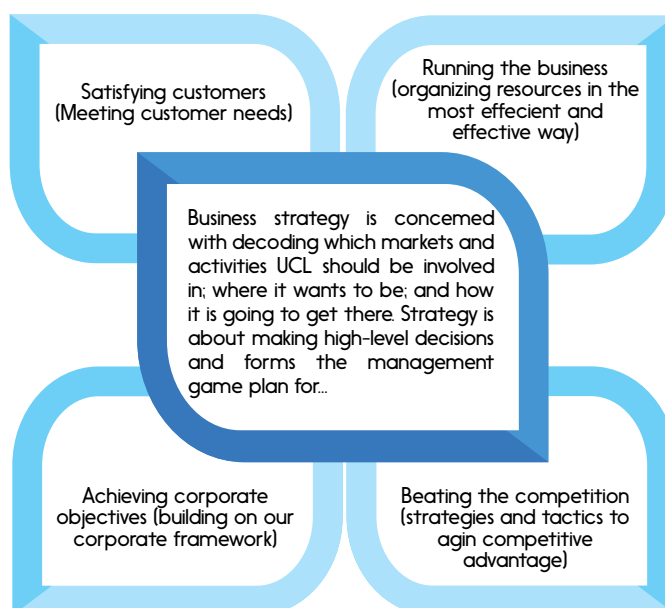 Satisfying customers
(Meeting customer needs)
Running the business
(organizing resources in the
most effecient and
effective way)
Business strategy is concemed
with decoding which markets and
activities UCL should be involved
in; where it wants to be; and how
it is going to get there. Strategy is
about making high-level decisions
and forms the management
game plan for...
Achieving corporate
objectives (building on our
corporate framework)
Beating the competition
(strategies and tactics to
agin competitive
advantage)